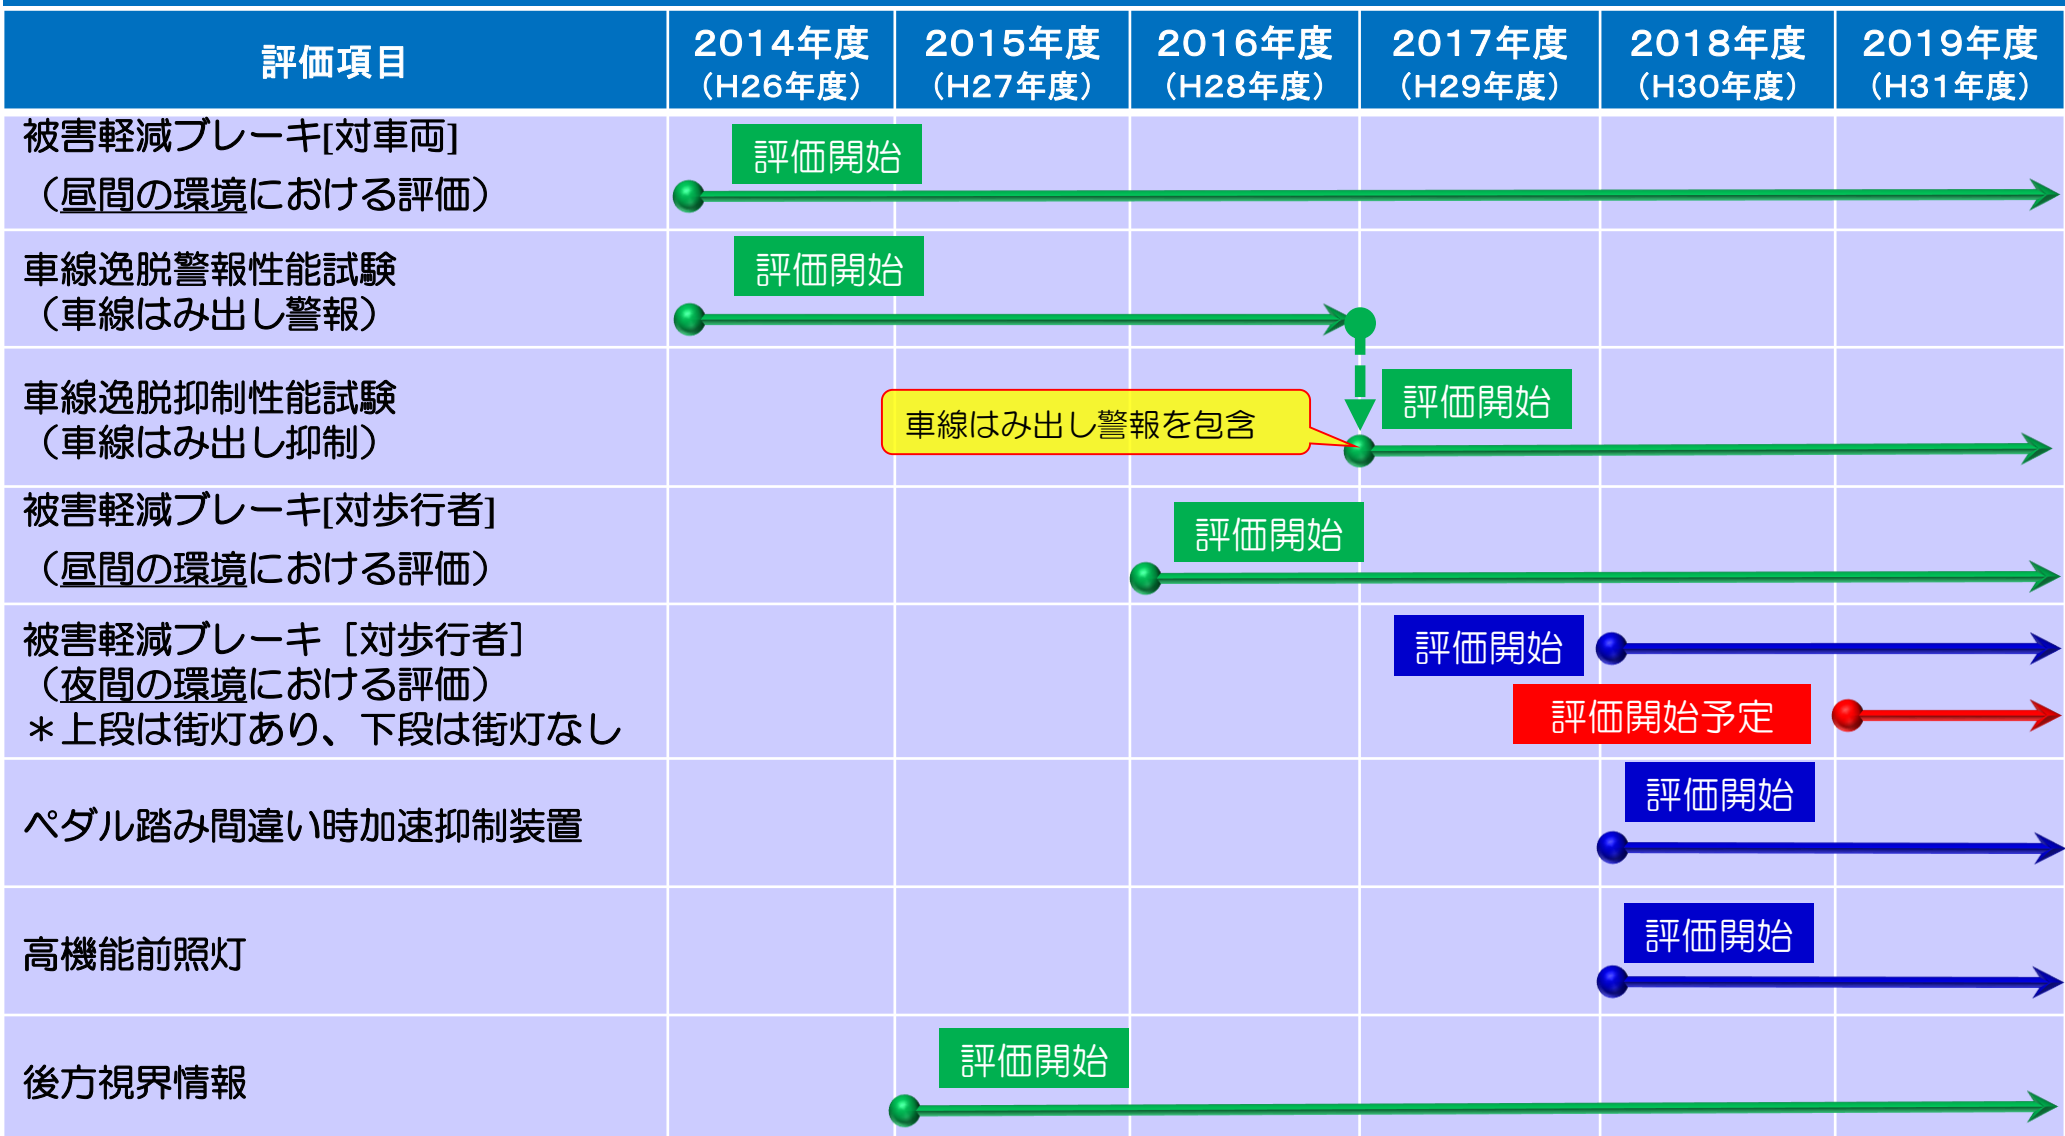 評価項目
2014年度
(H26年度)
2015年度
(H27年度)
2016年度
(H28年度)
2017年度
(H29年度)
2018年度
(H30年度)
2019年度
(H31年度)
被害軽減ブレーキ[対車両]
（昼間の環境における評価）
評価開始
車線逸脱警報性能試験
（車線はみ出し警報）
評価開始
車線逸脱抑制性能試験
（車線はみ出し抑制）
車線はみ出し警報を包含
評価開始
被害軽減ブレーキ[対歩行者]
（昼間の環境における評価）
評価開始
被害軽減ブレーキ［対歩行者］
（夜間の環境における評価）
＊上段は街灯あり、下段は街灯なし
評価開始
評価開始予定
ペダル踏み間違い時加速抑制装置
評価開始
高機能前照灯
評価開始
後方視界情報
評価開始